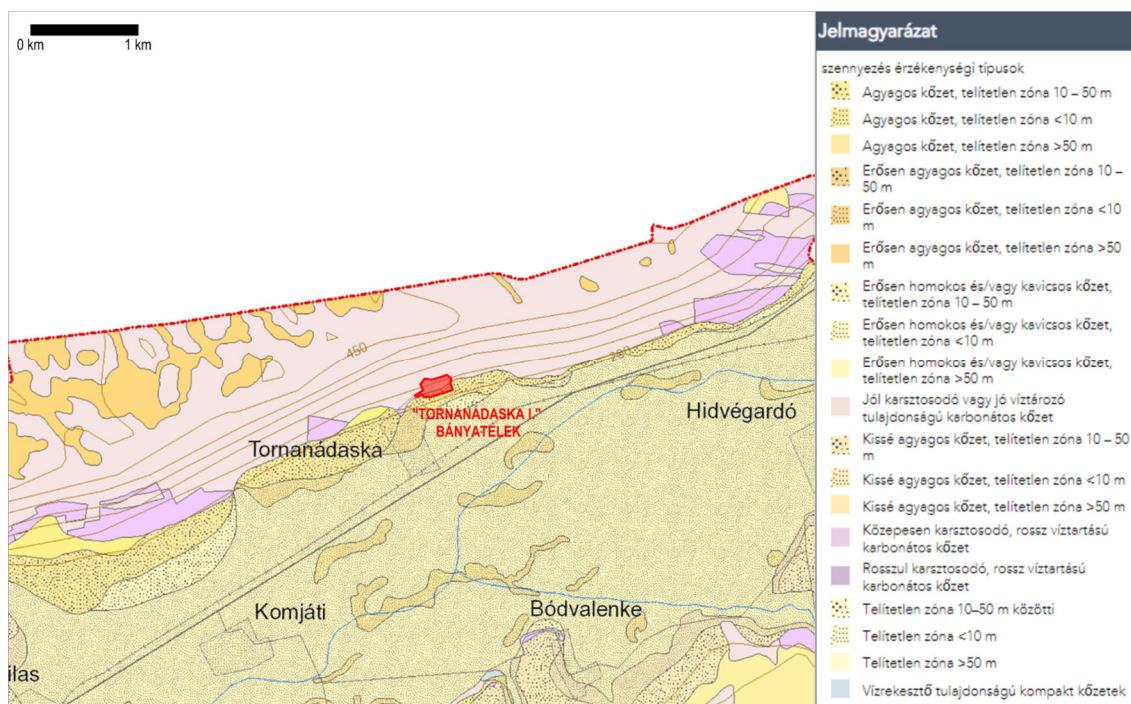 0 km 1 km
450
"TORNANÁDASKA I."
BÁNYATELEK
Tornanádaska
Hidvégardó
Komjáti
Bódvalenke
ilas
Jelmagyarázat
szennyezés érzékenységi típusok
Agyagos kőzet, telítetlen zóna 10 – 50 m
Agyagos kőzet, telítetlen zóna <10 m
Agyagos kőzet, telítetlen zóna >50 m
Erősen agyagos kőzet, telítetlen zóna 10 –
50 m
Erősen agyagos kőzet, telítetlen zóna <10
m
Erősen agyagos kőzet, telítetlen zóna >50
m
Erősen homokos és/vagy kavicsos kőzet,
telítetlen zóna 10 – 50 m
Erősen homokos és/vagy kavicsos kőzet,
telítetlen zóna <10 m
Erősen homokos és/vagy kavicsos kőzet,
telítetlen zóna >50 m
Jól karsztosodó vagy jó víztározó
tulajdonságú karbonátos kőzet
Kissé agyagos kőzet, telítetlen zóna 10 – 50
m
Kissé agyagos kőzet, telítetlen zóna <10 m
Kissé agyagos kőzet, telítetlen zóna >50 m
Közepesen karsztosodó, rossz víztartású
karbonátos kőzet
Rosszul karsztosodó, rossz víztartású
karbonátos kőzet
Telítetlen zóna 10–50 m közötti
Telítetlen zóna <10 m
Telítetlen zóna >50 m
Vízrekesztő tulajdonságú kompakt kőzetek